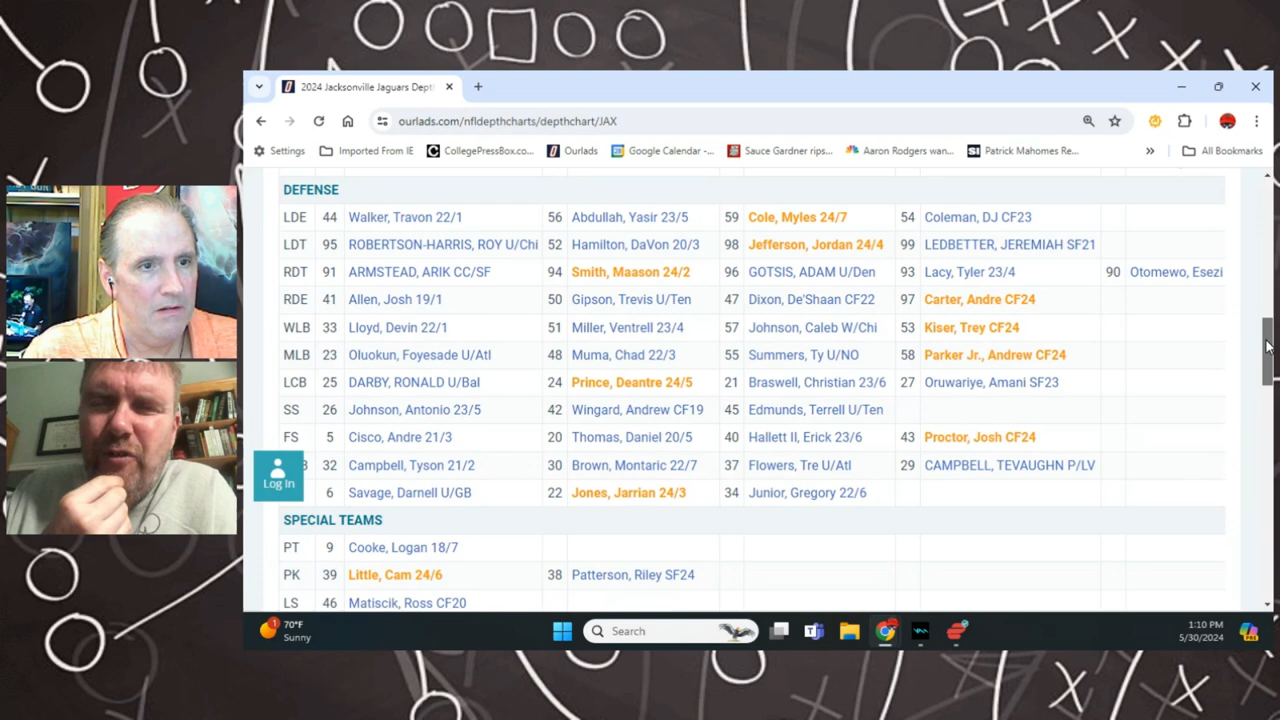 2024 Jacksonville Jaguars Dept
ourlads.com/nfldepthcharts/depthchart/JAX
Settings Imported From IE CollegePressBox.co... Ourlads Google Calendar -... Sauce Gardner rips... Aaron Rodgers wan... Patrick Mahomes Re... » All Bookmarks
DEFENSE
LDE 44 Walker, Travon 22/1 56 Abdullah, Yasir 23/5 59 Cole, Myles 24/7 54 Coleman, DJ CF23
LDT 95 ROBERTSON-HARRIS, ROY U/Chi 52 Hamilton, DaVon 20/3 98 Jefferson, Jordan 24/4 99 LEDBETTER, JEREMIAH SF21
RDT 91 ARMSTEAD, ARIK CC/SF 94 Smith, Maason 24/2 96 GOTSIS, ADAM U/Den 93 Lacy, Tyler 23/4 90 Otomewo, Esezi
RDE 41 Allen, Josh 19/1 50 Gipson, Trevis U/Ten 47 Dixon, De'Shaan CF22 97 Carter, Andre CF24
WLB 33 Lloyd, Devin 22/1 51 Miller, Ventrell 23/4 57 Johnson, Caleb W/Chi 53 Kiser, Trey CF24
MLB 23 Oluokun, Foyesade U/Atl 48 Muma, Chad 22/3 55 Summers, Ty U/NO 58 Parker Jr., Andrew CF24
LCB 25 DARBY, RONALD U/Bal 24 Prince, Deantre 24/5 21 Braswell, Christian 23/6 27 Oruwariye, Amani SF23
SS 26 Johnson, Antonio 23/5 42 Wingard, Andrew CF19 45 Edmunds, Terrell U/Ten
FS 5 Cisco, Andre 21/3 20 Thomas, Daniel 20/5 40 Hallett II, Erick 23/6 43 Proctor, Josh CF24
32 Campbell, Tyson 21/2 30 Brown, Montaric 22/7 37 Flowers, Tre U/Atl 29 CAMPBELL, TEVAUGHN P/LV
Log In
6 Savage, Darnell U/GB 22 Jones, Jarrian 24/3 34 Junior, Gregory 22/6
SPECIAL TEAMS
PT 9 Cooke, Logan 18/7
PK 39 Little, Cam 24/6 38 Patterson, Riley SF24
LS 46 Matiscik, Ross CF20
70°F
Sunny
Search
1:10 PM
5/30/2024